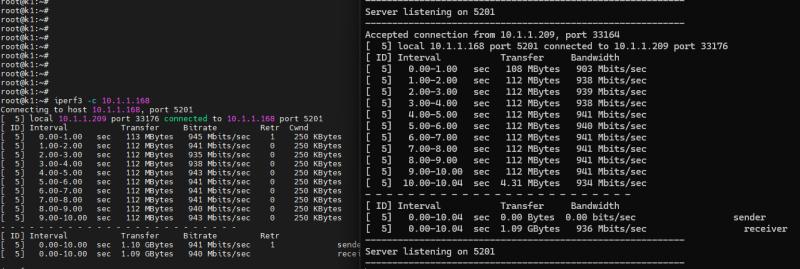 root@k1:~#
root@k1:~#
root@k1:~#
root@k1:~#
root@k1:~#
root@k1:~#
root@k1:~#
root@k1:~#
root@k1:~#
root@k1:~#
root@k1:~#
root@k1:~# iperf3 -c 10.1.1.168
Connecting to host 10.1.1.168, port 5201
[  5] local 10.1.1.209 port 33176 connected to 10.1.1.168 port 5201
[ ID] Interval           Transfer     Bitrate         Retr  Cwnd
[  5]   0.00-1.00   sec   113 MBytes   945 Mbits/sec    1    250 KBytes
[  5]   1.00-2.00   sec   112 MBytes   941 Mbits/sec    0    250 KBytes
[  5]   2.00-3.00   sec   112 MBytes   935 Mbits/sec    0    250 KBytes
[  5]   3.00-4.00   sec   112 MBytes   938 Mbits/sec    0    250 KBytes
[  5]   4.00-5.00   sec   112 MBytes   943 Mbits/sec    0    250 KBytes
[  5]   5.00-6.00   sec   112 MBytes   941 Mbits/sec    0    250 KBytes
[  5]   6.00-7.00   sec   112 MBytes   941 Mbits/sec    0    250 KBytes
[  5]   7.00-8.00   sec   112 MBytes   941 Mbits/sec    0    250 KBytes
[  5]   8.00-9.00   sec   112 MBytes   940 Mbits/sec    0    250 KBytes
[  5]   9.00-10.00  sec   112 MBytes   943 Mbits/sec    0    250 KBytes
- - - - - - - - - - - - - - - - - - - - - - - - -
[ ID] Interval           Transfer     Bitrate         Retr
[  5]   0.00-10.00  sec  1.10 GBytes   941 Mbits/sec    1             sende
[  5]   0.00-10.00  sec  1.09 GBytes   940 Mbits/sec                  recei
-----------------------------------------------------------
Server listening on 5201
-----------------------------------------------------------
Accepted connection from 10.1.1.209, port 33164
[  5] local 10.1.1.168 port 5201 connected to 10.1.1.209 port 33176
[ ID] Interval           Transfer     Bandwidth
[  5]   0.00-1.00   sec   108 MBytes   903 Mbits/sec
[  5]   1.00-2.00   sec   112 MBytes   938 Mbits/sec
[  5]   2.00-3.00   sec   112 MBytes   939 Mbits/sec
[  5]   3.00-4.00   sec   112 MBytes   938 Mbits/sec
[  5]   4.00-5.00   sec   112 MBytes   941 Mbits/sec
[  5]   5.00-6.00   sec   112 MBytes   940 Mbits/sec
[  5]   6.00-7.00   sec   112 MBytes   941 Mbits/sec
[  5]   7.00-8.00   sec   112 MBytes   941 Mbits/sec
[  5]   8.00-9.00   sec   112 MBytes   941 Mbits/sec
[  5]   9.00-10.00  sec   112 MBytes   941 Mbits/sec
[  5]  10.00-10.04  sec  4.31 MBytes   934 Mbits/sec
- - - - - - - - - - - - - - - - - - - - - - - - -
[ ID] Interval           Transfer     Bandwidth
[  5]   0.00-10.04  sec  0.00 Bytes  0.00 bits/sec                  sender
[  5]   0.00-10.04  sec  1.09 GBytes   936 Mbits/sec                  receiver
-----------------------------------------------------------
Server listening on 5201
-----------------------------------------------------------